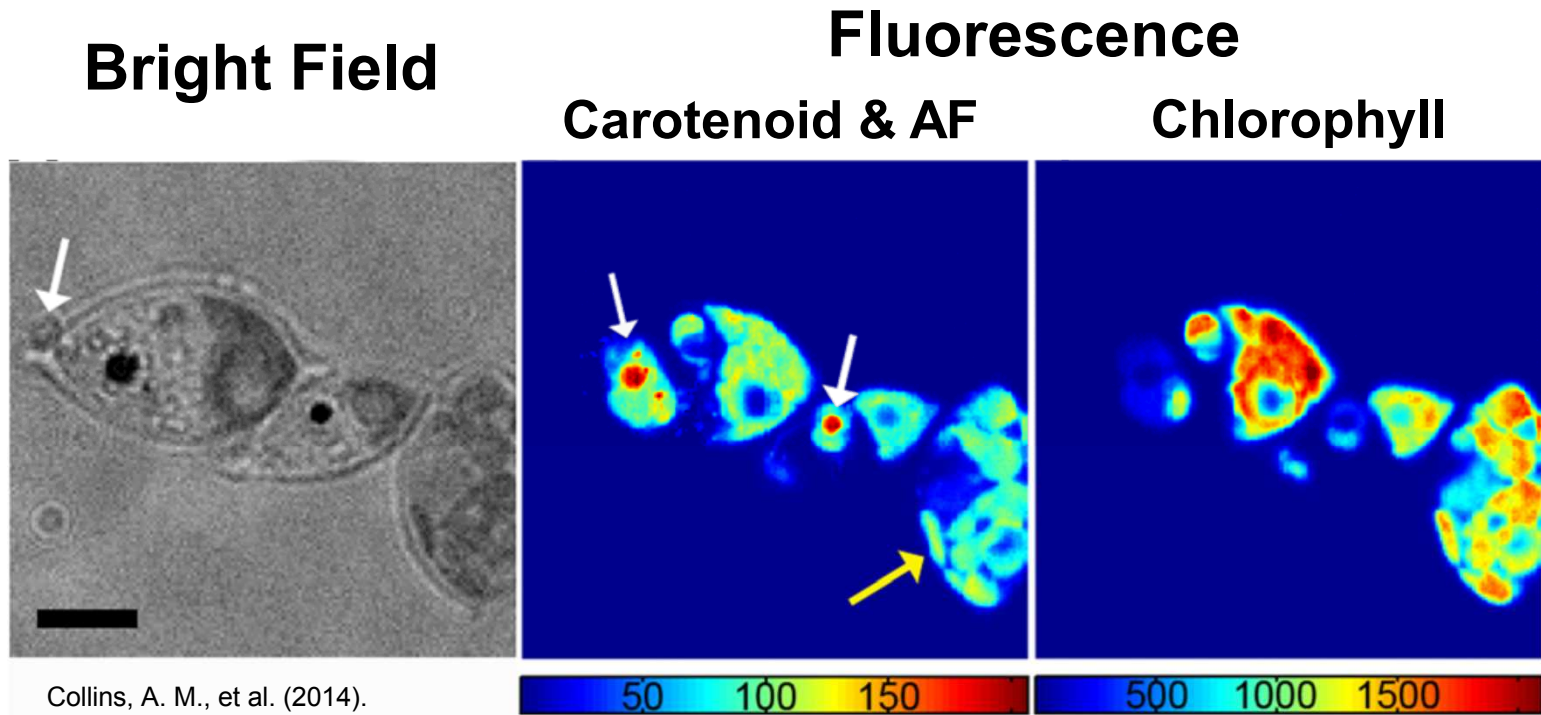 Bright Field
Fluorescence
Carotenoid & AF
Chlorophyll
50 100 150
500 1000 1500
Collins, A. M., et al. (2014).